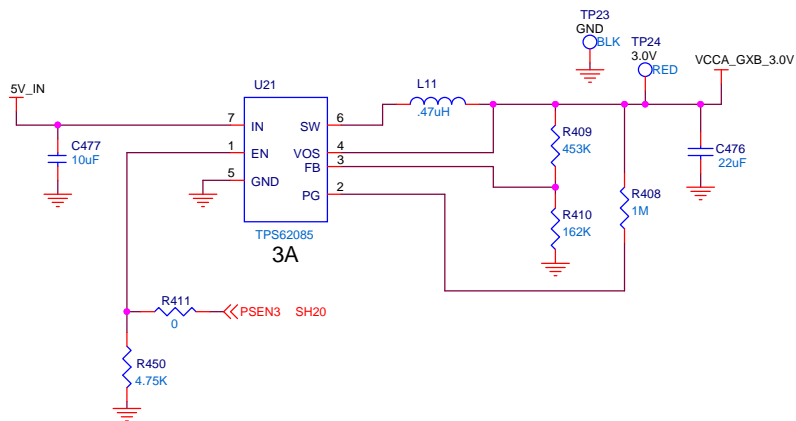 TP23
GND
BLK
TP24
3.0V
RED
VCCA_GXB_3.0V
5V_IN
U21
L11
.47uH
7 IN SW 6
1 EN VOS 4
FB 3
5 GND
PG 2
TPS62085
3A
C477
10uF
R409
453K
R410
162K
R408
1M
C476
22uF
R411
0
PSEN3 SH20
R450
4.75K